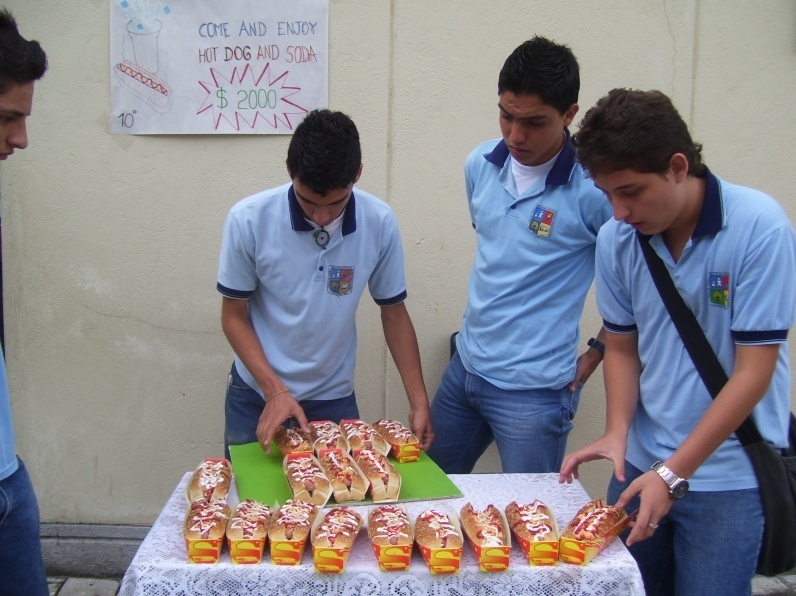 COME AND ENJOY
HOT DOG AND SODA
$ 2000
10°